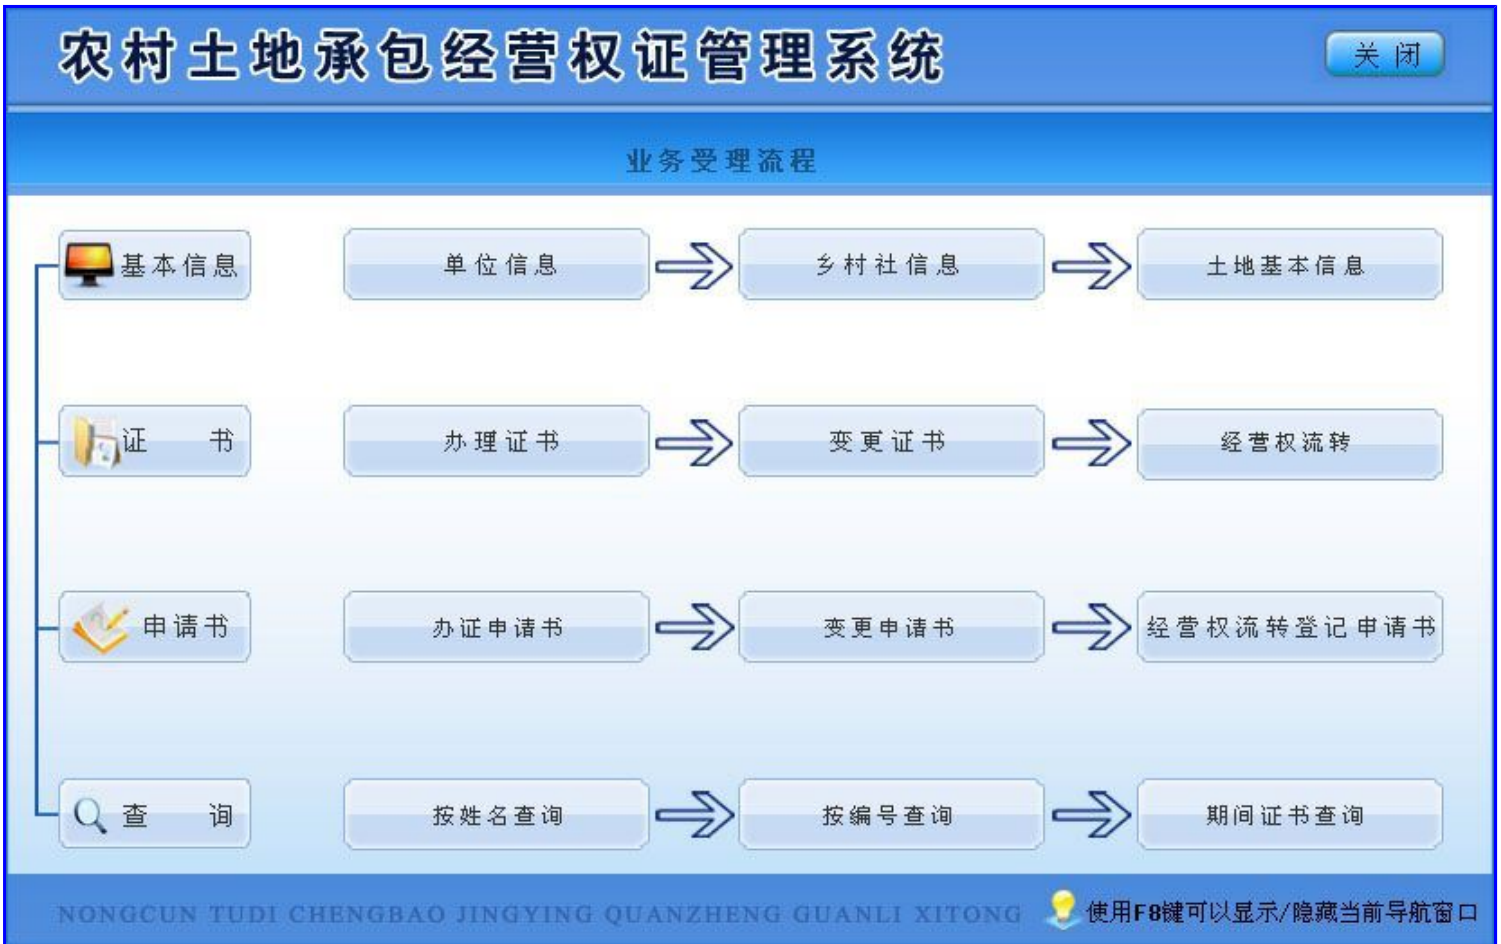 农村土地承包经营权证管理系统
关闭
业务受理流程
基本信息 单位信息 乡村社信息 土地基本信息
证书 办理证书 变更证书 经营权流转
申请书 办证申请书 变更申请书 经营权流转登记申请书
查询 按姓名查询 按编号查询 期间证书查询
NONGCUN TUDI CHENGBAO JINGYING QUANZHENG GUANLI XITONG
使用F8键可以显示/隐藏当前导航窗口